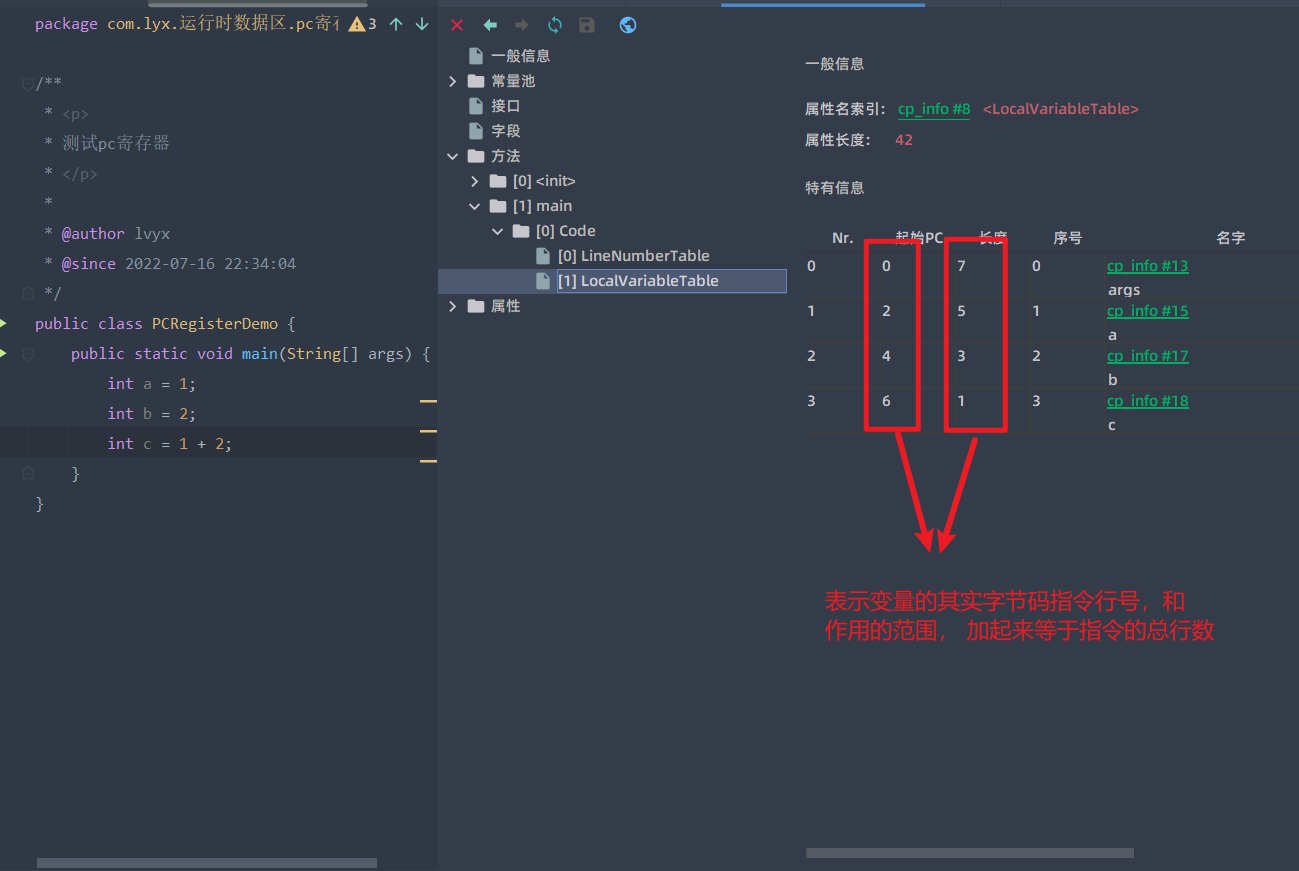 package com.lyx.运行时数据区.pc寄
3
/**
* <p>
* 测试pc寄存器
* </p>
*
* @author lvyx
* @since 2022-07-16 22:34:04
*/
public class PCRegisterDemo {
public static void main(String[] args) {
int a = 1;
int b = 2;
int c = 1 + 2;
}
}
一般信息
常量池
接口
字段
方法
[0] <init>
[1] main
[0] Code
[0] LineNumberTable
[1] LocalVariableTable
属性
一般信息
属性名索引： cp_info #8 <LocalVariableTable>
属性长度： 42
特有信息
Nr. 起始PC 长度 序号 名字
0 0 7 0 cp_info #13
args
1 2 5 1 cp_info #15
a
2 4 3 2 cp_info #17
b
3 6 1 3 cp_info #18
c
表示变量的其实字节码指令行号，和
作用的范围， 加起来等于指令的总行数